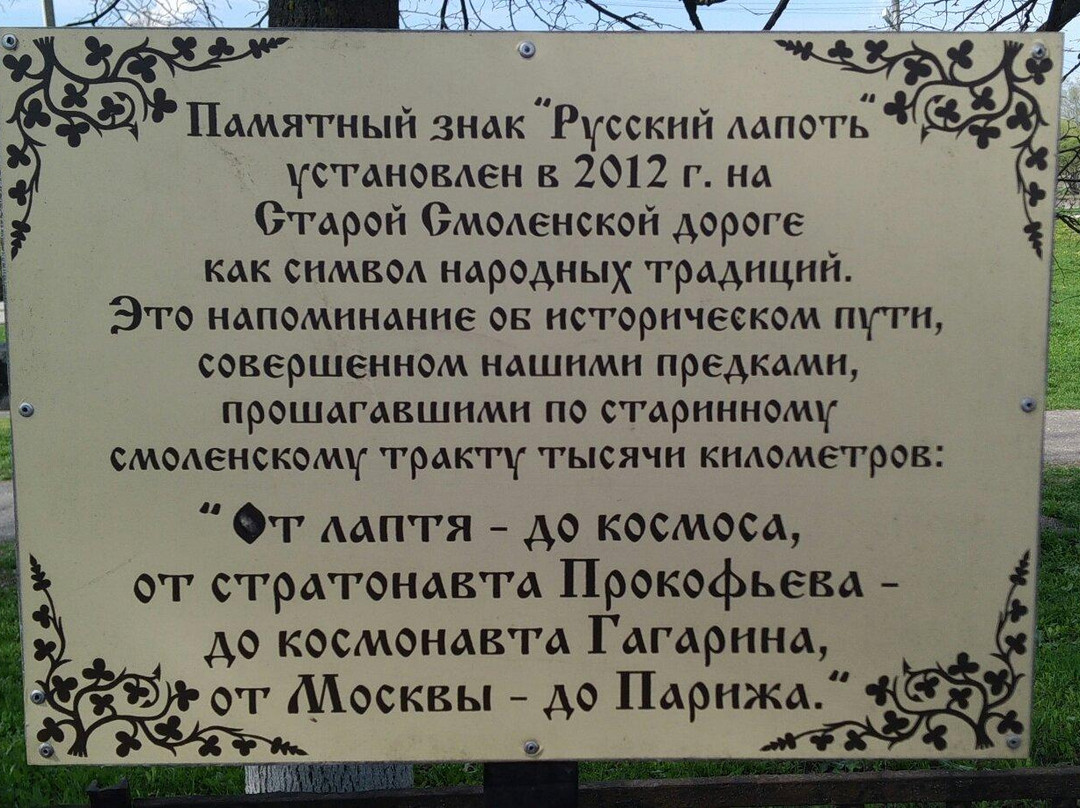 Памятный знак "Русский лапоть"
установлен в 2012 г. на
Старой Смоленской дороге
как символ народных традиций.
Это напоминание об историческом пути,
совершенном нашими предками,
прошагавшими по старинному
смоленскому тракту тысячи километров:
"От лаптя - до космоса,
от стратонавта Прокофьева -
до космонавта Гагарина,
от Москвы - до Парижа."